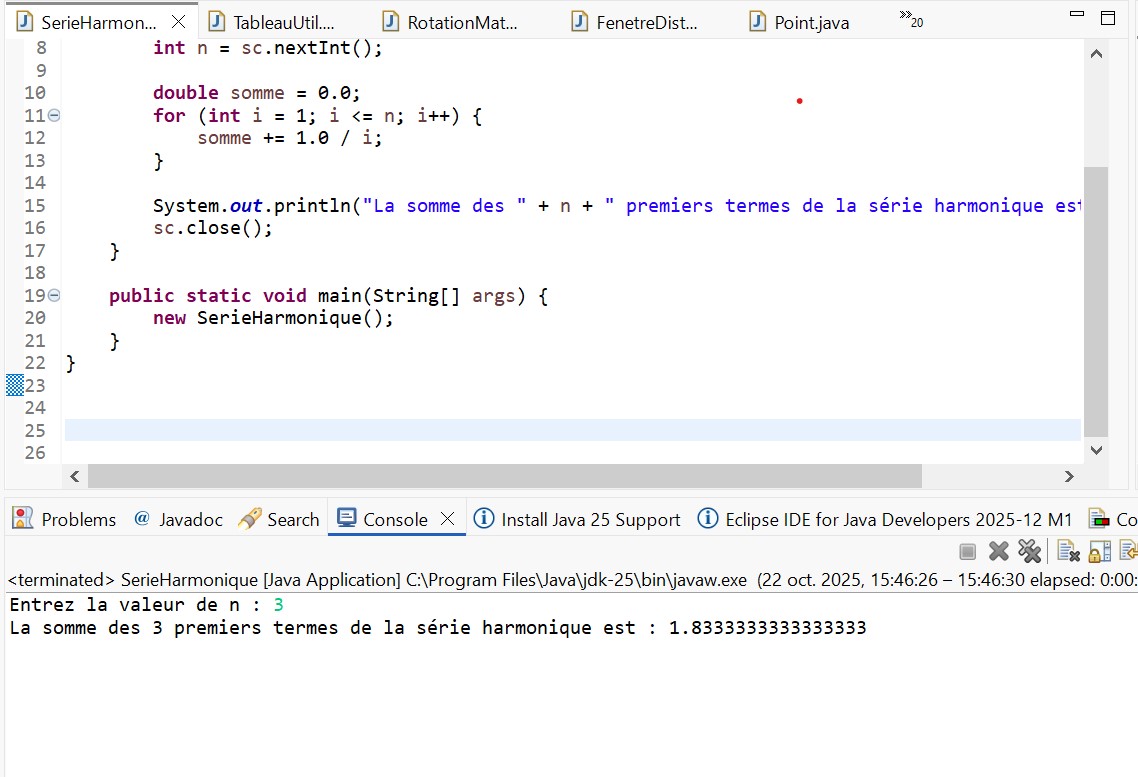 SerieHarmon... TableauUtil.... RotationMat... FenetreDist... Point.java 20
8 int n = sc.nextInt();
9
10 double somme = 0.0;
11 for (int i = 1; i <= n; i++) {
12 somme += 1.0 / i;
13 }
14
15 System.out.println("La somme des " + n + " premiers termes de la série harmonique est
16 sc.close();
17 }
18
19 public static void main(String[] args) {
20 new SerieHarmonique();
21 }
22 }
23
24
25
26
Problems @ Javadoc Search Console Install Java 25 Support Eclipse IDE for Java Developers 2025-12 M1 Co
<terminated> SerieHarmonique [Java Application] C:\Program Files\Java\jdk-25\bin\javaw.exe (22 oct. 2025, 15:46:26 – 15:46:30 elapsed: 0:00:
Entrez la valeur de n : 3
La somme des 3 premiers termes de la série harmonique est : 1.8333333333333333